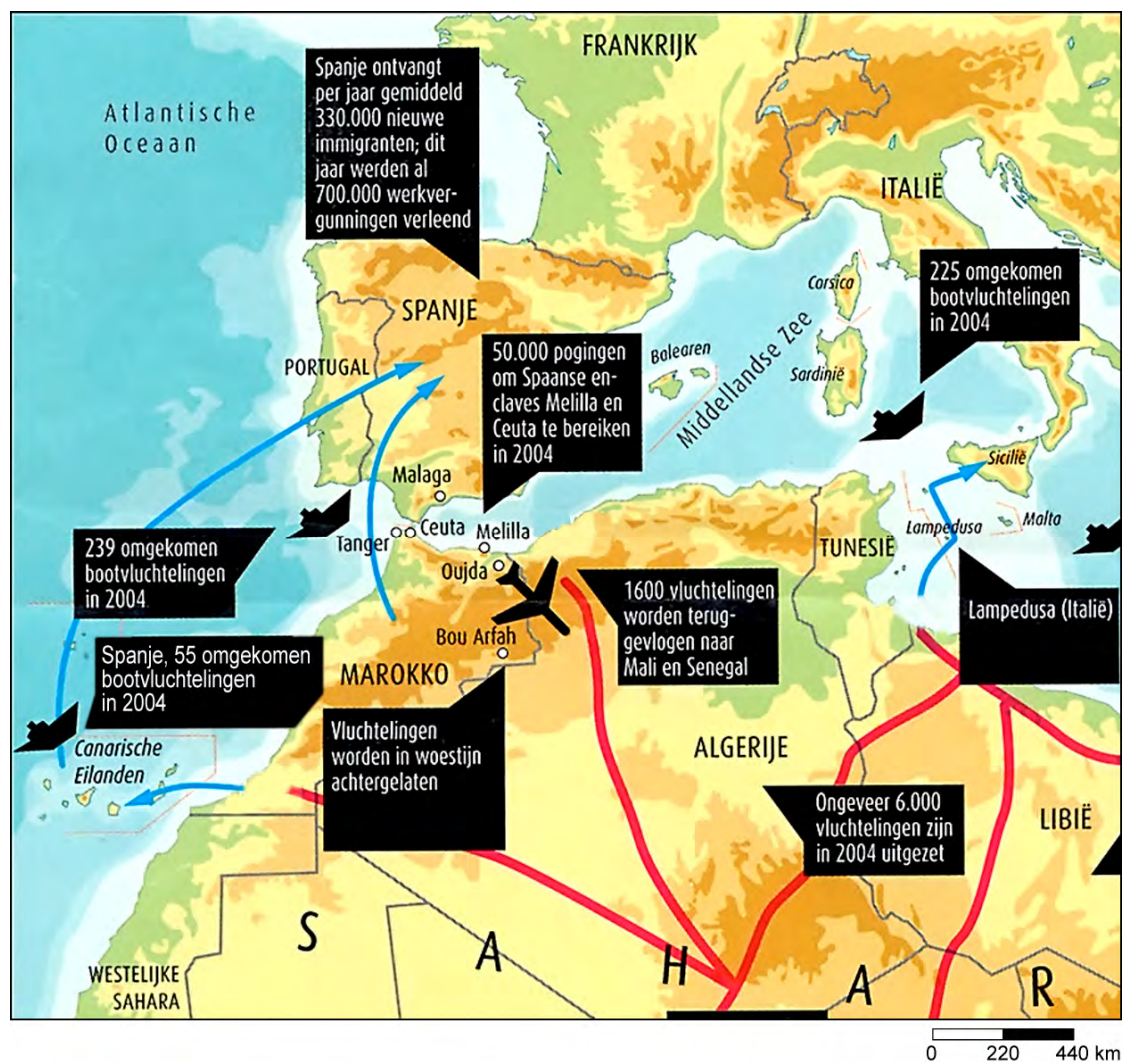 FRANKRIJK
Atlantische
Oceaan
Spanje ontvangt
per jaar gemiddeld
330.000 nieuwe
immigranten; dit
jaar werden al
700.000 werkver-
gunningen verleend
ITALIË
225 omgekomen
bootvluchtelingen
in 2004
Corsica
SPANJE
Middellandse Zee
50.000 pogingen
om Spaanse en-
claves Melilla en
Ceuta te bereiken
in 2004
Balearen
PORTUGAL
Sardinië
Sicilië
Malaga
Lampedusa
Malta
Ceuta
Tanger
Melilla
Oujda
TUNESIË
239 omgekomen
bootvluchtelingen
in 2004
1600 vluchtelingen
worden terug-
gevlogen naar
Mali en Senegal
Lampedusa (Italië)
Bou Arfah
Spanje, 55 omgekomen
bootvluchtelingen
in 2004
MAROKKO
Vluchtelingen
worden in woestijn
achtergelaten
Canarische
Eilanden
ALGERIJE
Ongeveer 6.000
vluchtelingen zijn
in 2004 uitgezet
LIBIË
S A H A R
WESTELIJKE
SAHARA
0 220 440 km